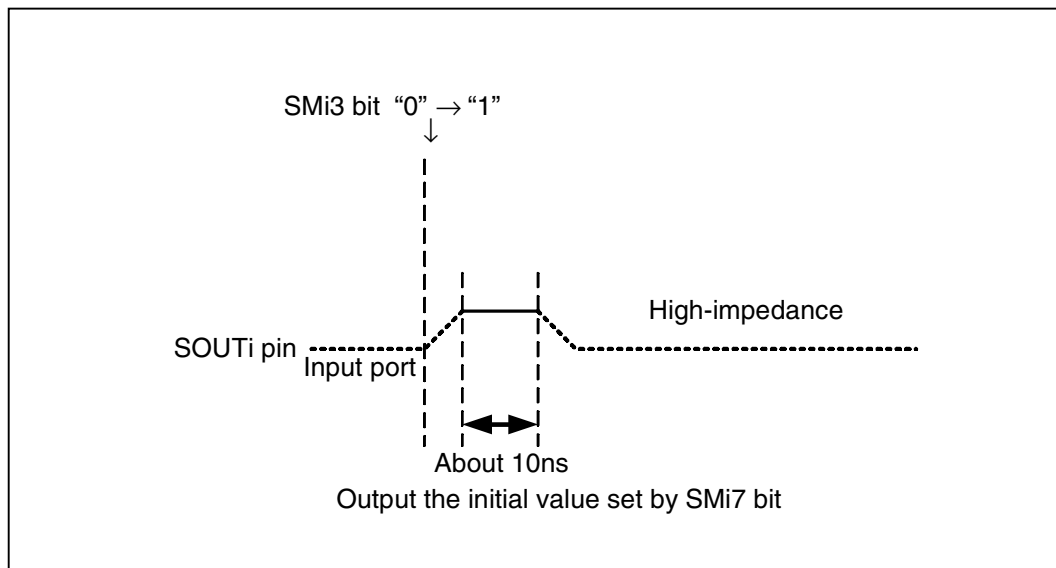 SMi3 bit “0” → “1”
↓
High-impedance
SOUTi pin
Input port
About 10ns
Output the initial value set by SMi7 bit